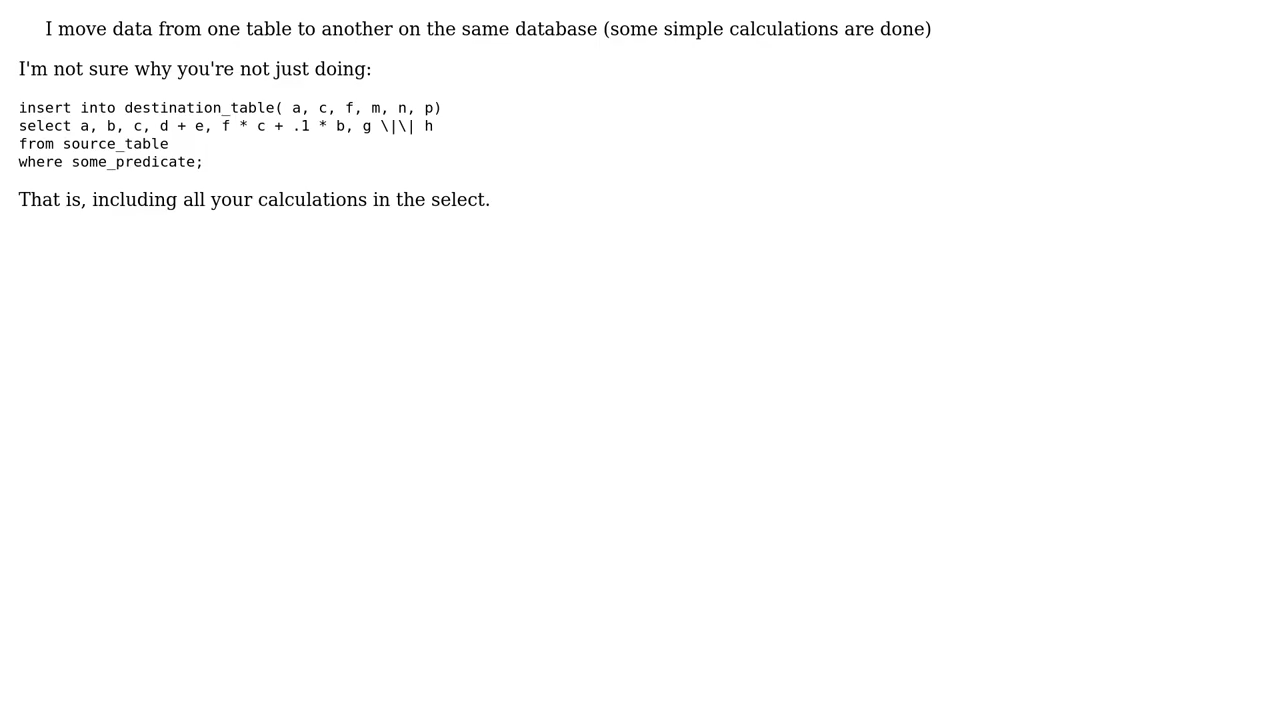 I move data from one table to another on the same database (some simple calculations are done)
I'm not sure why you're not just doing:
insert into destination_table( a, c, f, m, n, p)
select a, b, c, d + e, f * c + .1 * b, g \|\| h
from source_table
where some_predicate;
That is, including all your calculations in the select.